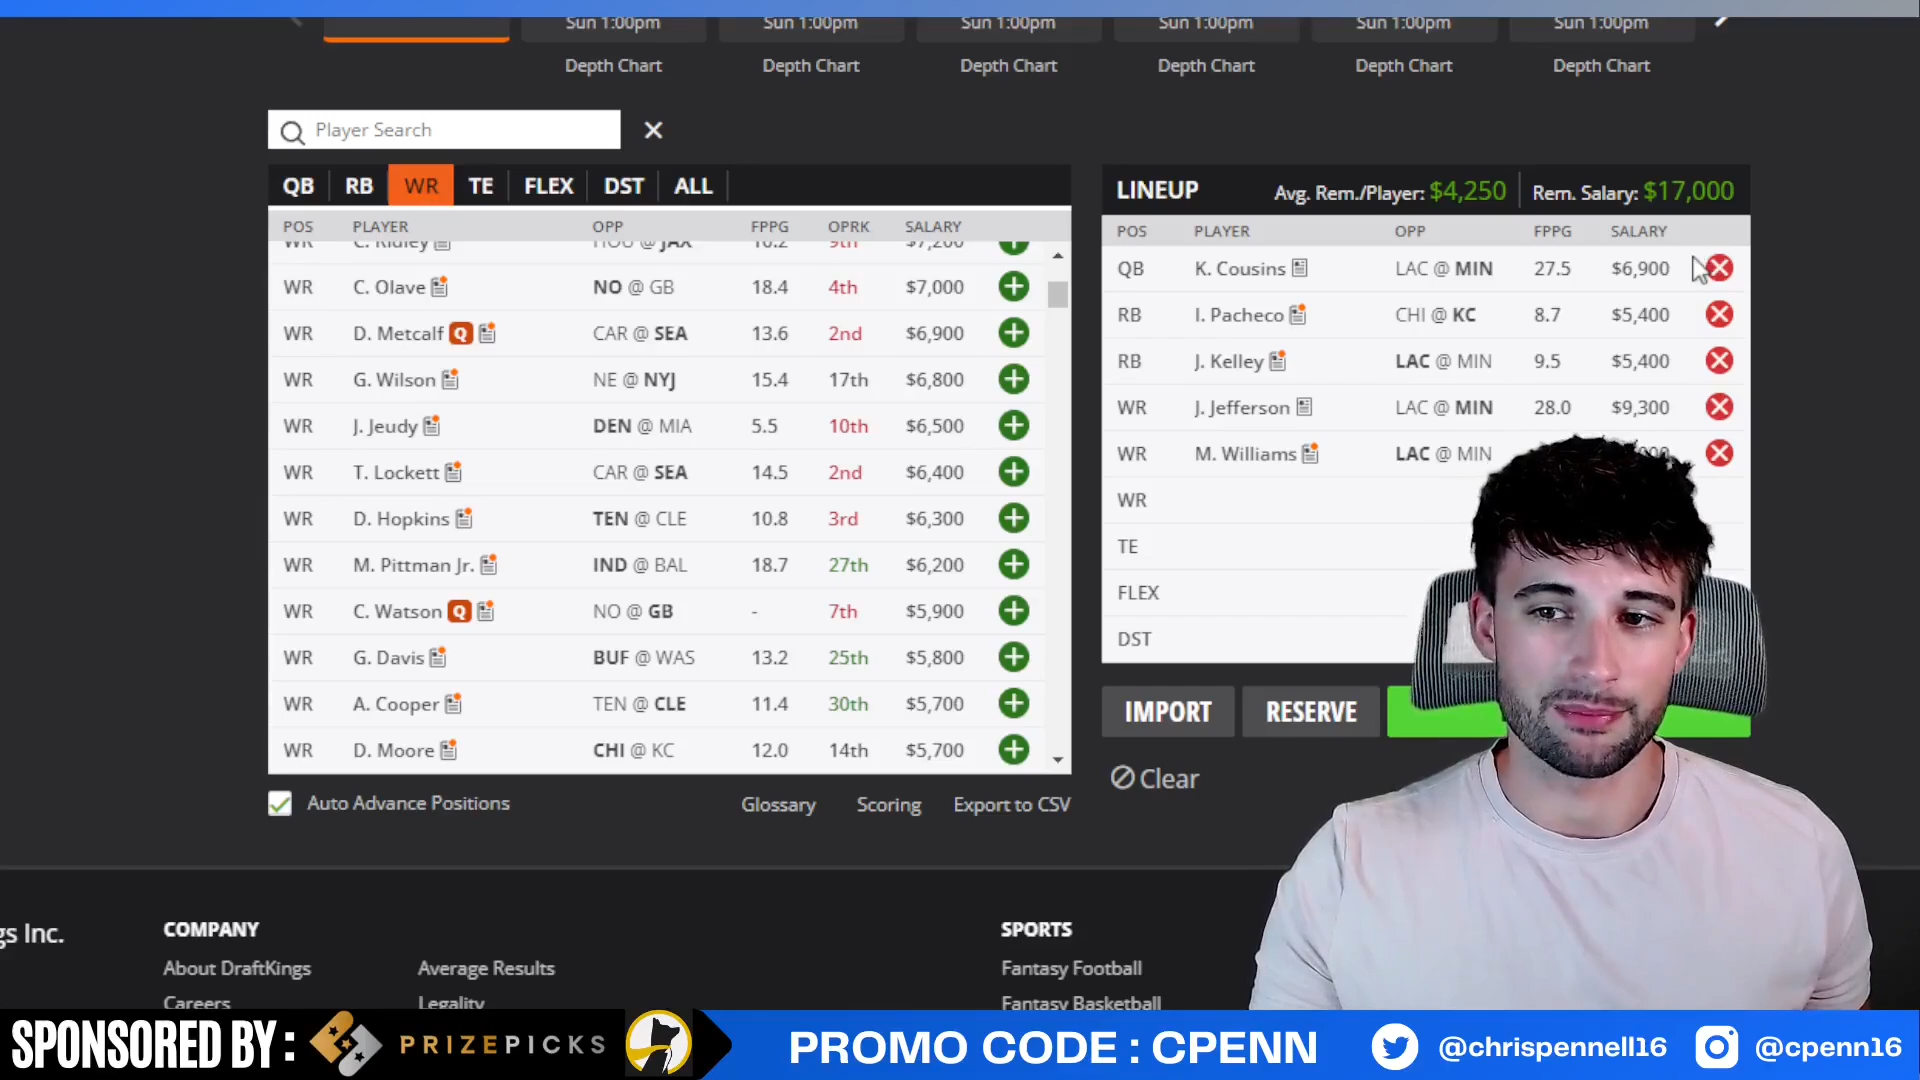 Sun 1:00pm Sun 1:00pm Sun 1:00pm Sun 1:00pm Sun 1:00pm Sun 1:00pm
Depth Chart Depth Chart Depth Chart Depth Chart Depth Chart Depth Chart
Player Search
QB RB WR TE FLEX DST ALL
POS PLAYER OPP FPPG OPRK SALARY
WR C. Ridley HOU @ JAX 16.2 9th $7,200
WR C. Olave NO @ GB 18.4 4th $7,000
WR D. Metcalf Q CAR @ SEA 13.6 2nd $6,900
WR G. Wilson NE @ NYJ 15.4 17th $6,800
WR J. Jeudy DEN @ MIA 5.5 10th $6,500
WR T. Lockett CAR @ SEA 14.5 2nd $6,400
WR D. Hopkins TEN @ CLE 10.8 3rd $6,300
WR M. Pittman Jr. IND @ BAL 18.7 27th $6,200
WR C. Watson Q NO @ GB - 7th $5,900
WR G. Davis BUF @ WAS 13.2 25th $5,800
WR A. Cooper TEN @ CLE 11.4 30th $5,700
WR D. Moore CHI @ KC 12.0 14th $5,700
Auto Advance Positions Glossary Scoring Export to CSV
LINEUP Avg. Rem./Player: $4,250 Rem. Salary: $17,000
POS PLAYER OPP FPPG SALARY
QB K. Cousins LAC @ MIN 27.5 $6,900
RB I. Pacheco CHI @ KC 8.7 $5,400
RB J. Kelley LAC @ MIN 9.5 $5,400
WR J. Jefferson LAC @ MIN 28.0 $9,300
WR M. Williams LAC @ MIN
WR
TE
FLEX
DST
IMPORT RESERVE
Clear
gs Inc.
COMPANY SPORTS
About DraftKings Average Results Fantasy Football
Careers Legality Fantasy Basketball
SPONSORED BY : PRIZEPICKS PROMO CODE : CPENN @chrispennell16 @cpenn16